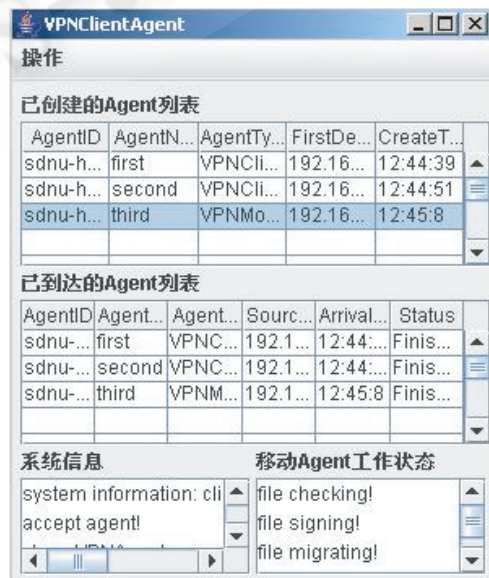 VPNClientAgent
操作
已创建的Agent列表
AgentID AgentN... AgentTy... FirstDe... CreateT...
sdnu-h... first VPNCli... 192.16... 12:44:39
sdnu-h... second VPNCli... 192.16... 12:44:51
sdnu-h... third VPNMo... 192.16... 12:45:8
已到达的Agent列表
AgentID Agent... Agent... Sourc... Arrival... Status
sdnu-... first VPNC... 192.1... 12:44:... Finis...
sdnu-... second VPNC... 192.1... 12:44:... Finis...
sdnu-... third VPNM... 192.1... 12:45:8 Finis...
系统信息
system information: cli
accept agent!
移动Agent工作状态
file checking!
file signing!
file migrating!